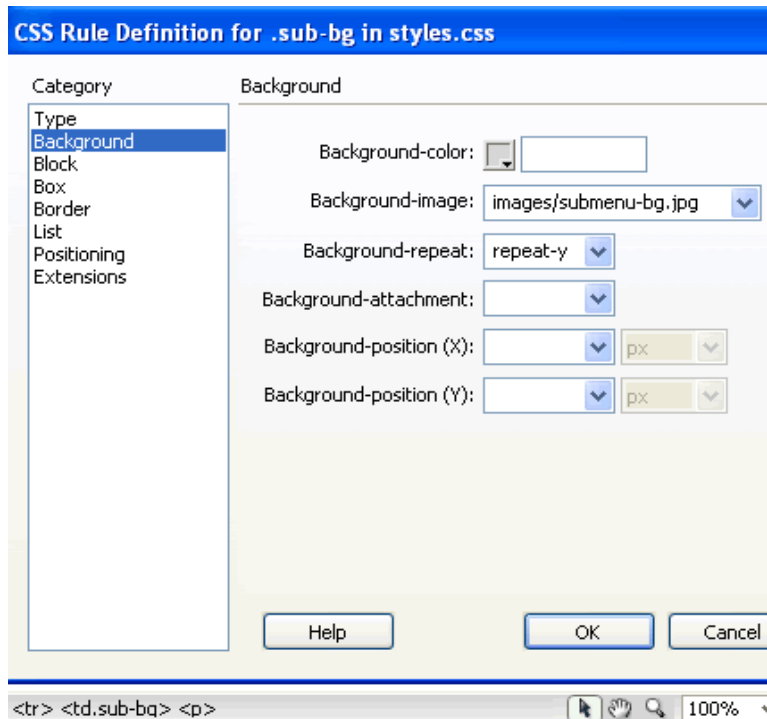 CSS Rule Definition for .sub-bg in styles.css
Category
Background
Type
Background
Block
Box
Border
List
Positioning
Extensions
Background-color:
Background-image: images/submenu-bg.jpg
Background-repeat: repeat-y
Background-attachment:
Background-position (X): px
Background-position (Y): px
Help OK Cancel
<tr> <td.sub-bg> <p> 100%